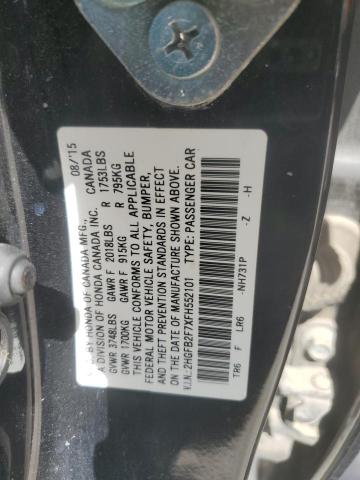 MFD. BY HONDA OF CANADA MFG., 08/'15
A DIVISION OF HONDA CANADA INC. CANADA
GVWR 3748LBS GAWR F 2018LBS R 1753LBS
GVWR 1700KG GAWR F 915KG R 795KG
THIS VEHICLE CONFORMS TO ALL APPLICABLE
FEDERAL MOTOR VEHICLE SAFETY, BUMPER,
AND THEFT PREVENTION STANDARDS IN EFFECT
ON THE DATE OF MANUFACTURE SHOWN ABOVE.
V.I.N.:2HGFB2F7XFH552101 TYPE: PASSENGER CAR
TR6 F LR6 -NH731P -Z -H